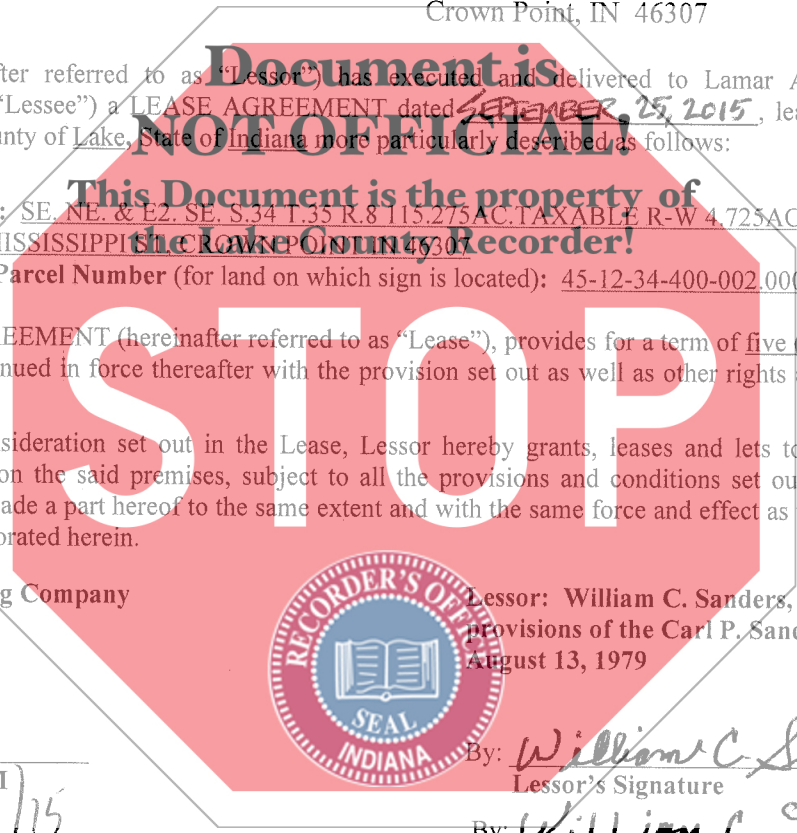 Crown Point, IN 46307
Document is
fter referred to as "Lessor") has executed and delivered to Lamar A
"Lessee") a LEASE AGREEMENT dated SEPTEMBER 25, 2015, lea
NOT OFFICIAL!
unty of Lake, State of Indiana more particularly described as follows:
This Document is the property of
: SE. NE. & E2. SE. S.34 T.35 R.8 115.275AC.TAXABLE R-W 4.725AC
the Lake County Recorder!
MISSISSIPPI ST. CROWN POINT IN 46307
Parcel Number (for land on which sign is located): 45-12-34-400-002.000
REEMENT (hereinafter referred to as "Lease"), provides for a term of five (
nued in force thereafter with the provision set out as well as other rights a
STOP
sideration set out in the Lease, Lessor hereby grants, leases and lets to
on the said premises, subject to all the provisions and conditions set ou
ade a part hereof to the same extent and with the same force and effect as
orated herein.
RECORDER'S OFFICE
SEAL
INDIANA
g Company
Lessor: William C. Sanders,
provisions of the Carl P. Sand
August 13, 1979
By: William C. S
Lessor's Signature
/15
By: William C